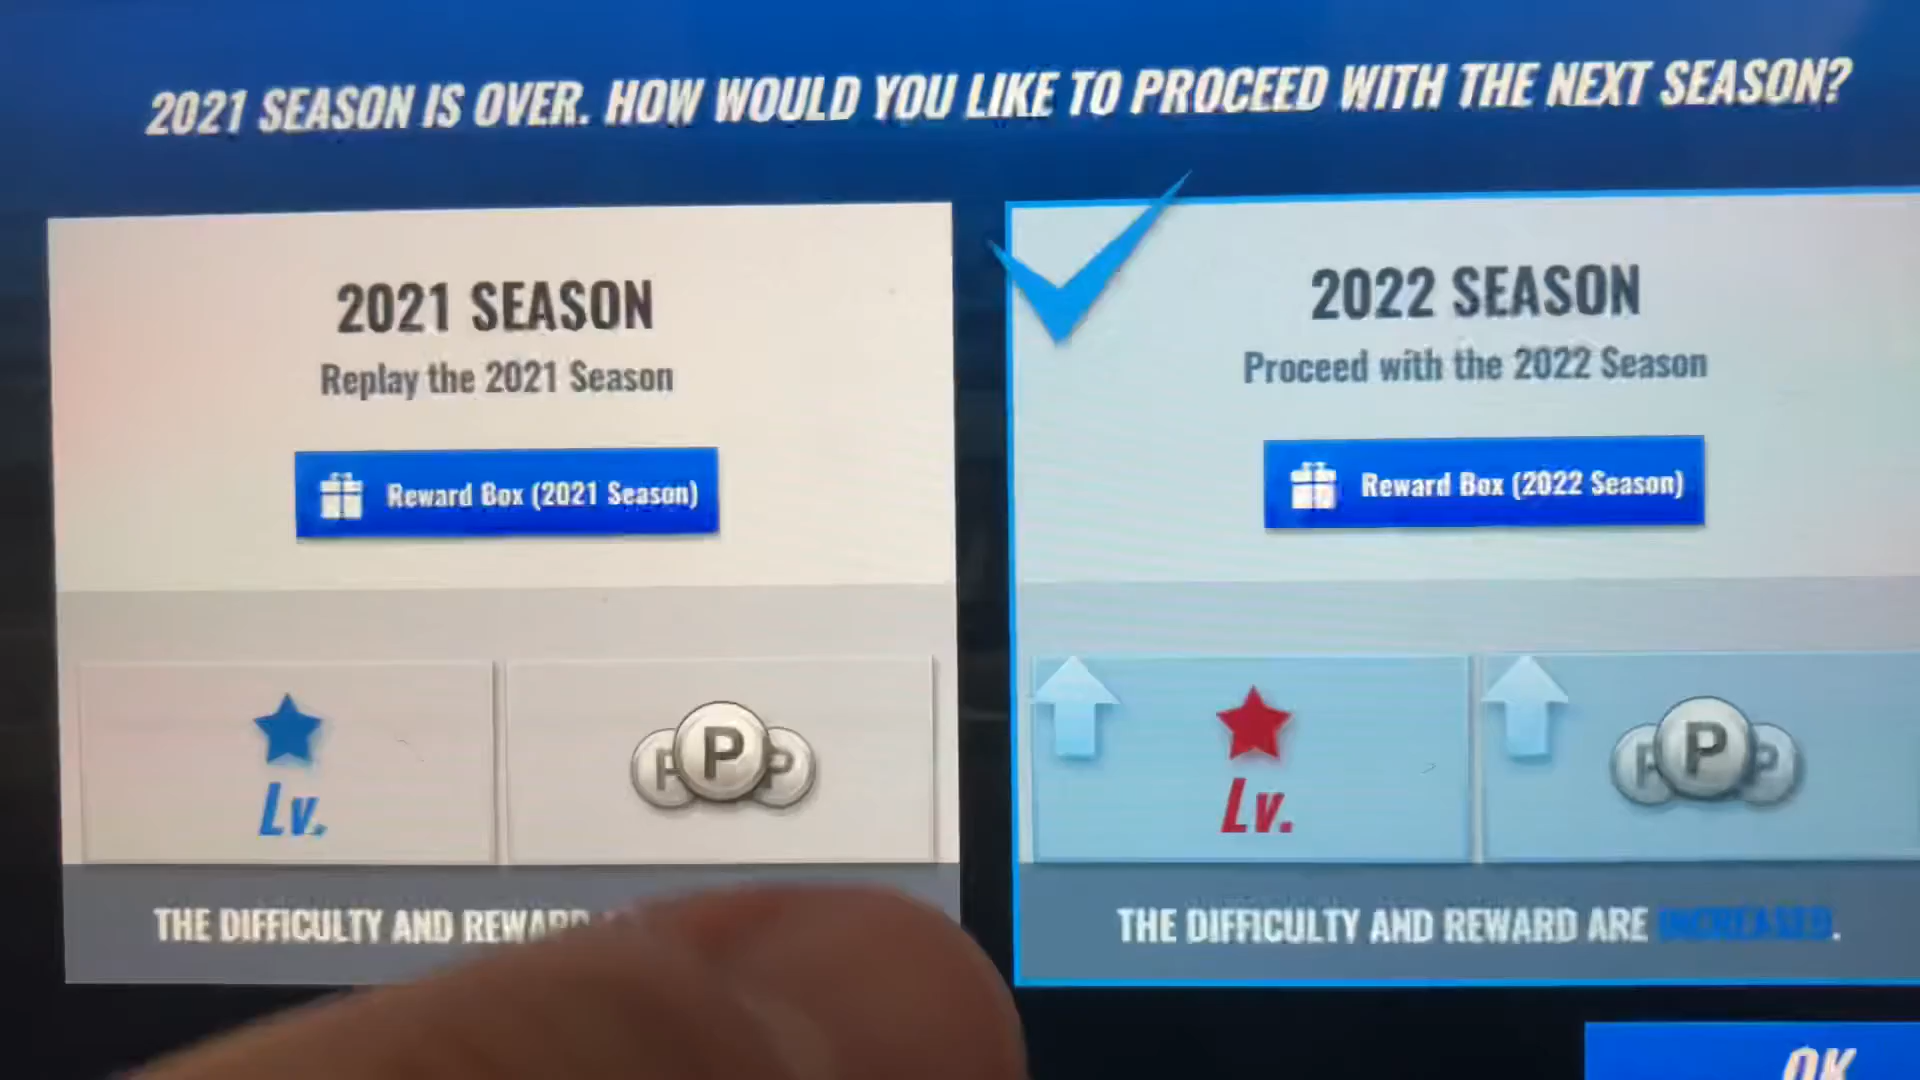 2021 SEASON IS OVER. HOW WOULD YOU LIKE TO PROCEED WITH THE NEXT SEASON?
2021 SEASON
Replay the 2021 Season
Reward Box (2021 Season)
Lv.
P P P
THE DIFFICULTY AND REWARD
2022 SEASON
Proceed with the 2022 Season
Reward Box (2022 Season)
Lv.
P P P
THE DIFFICULTY AND REWARD ARE INCREASED.
OK